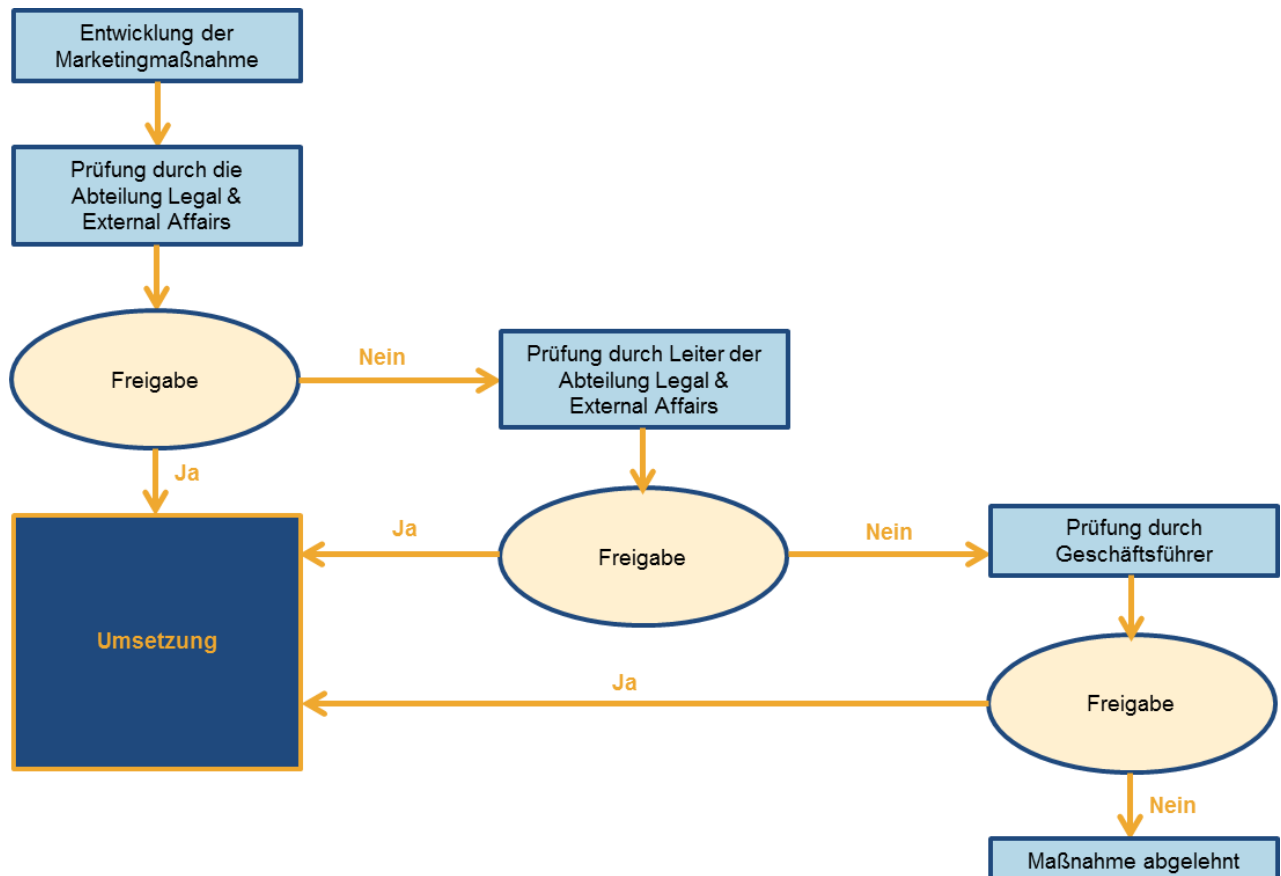 Entwicklung der
Marketingmaßnahme
Prüfung durch die
Abteilung Legal &
External Affairs
Freigabe
Nein
Prüfung durch Leiter der
Abteilung Legal &
External Affairs
Ja
Ja
Freigabe
Nein
Prüfung durch
Geschäftsführer
Umsetzung
Ja
Freigabe
Nein
Maßnahme abgelehnt